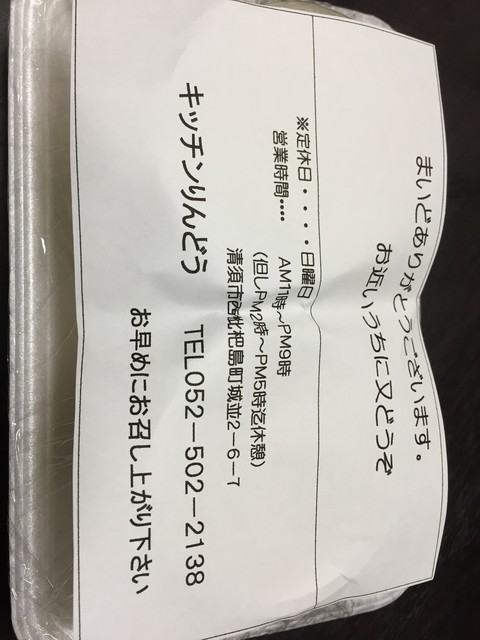 まいどありがとうございます。
お近いうちに又どうぞ
※定休日・・・・日曜日
営業時間・・・・ AM11時～PM9時
(但しPM2時～PM5時迄休憩)
清須市西枇杷島町城並2－6－7
キッチンりんどう TEL052－502－2138
お早めにお召し上がり下さい